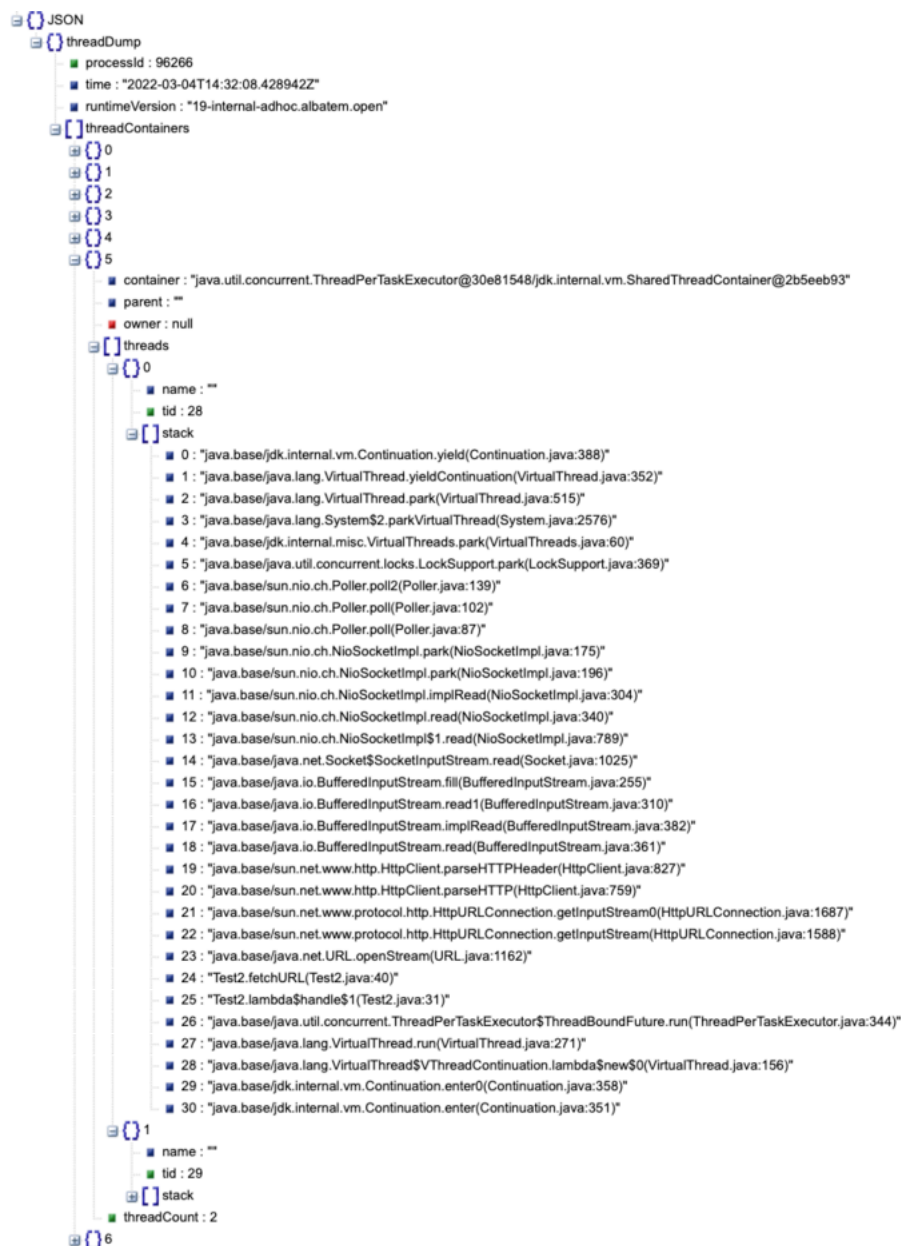 {} JSON
{} threadDump
processId : 96266
time : "2022-03-04T14:32:08.428942Z"
runtimeVersion : "19-internal-adhoc.albatem.open"
[] threadContainers
{} 0
{} 1
{} 2
{} 3
{} 4
{} 5
container : "java.util.concurrent.ThreadPerTaskExecutor@30e81548/jdk.internal.vm.SharedThreadContainer@2b5eeb93"
parent : ""
owner : null
[] threads
{} 0
name : ""
tid : 28
[] stack
0 : "java.base/jdk.internal.vm.Continuation.yield(Continuation.java:388)"
1 : "java.base/java.lang.VirtualThread.yieldContinuation(VirtualThread.java:352)"
2 : "java.base/java.lang.VirtualThread.park(VirtualThread.java:515)"
3 : "java.base/java.lang.System$2.parkVirtualThread(System.java:2576)"
4 : "java.base/jdk.internal.misc.VirtualThreads.park(VirtualThreads.java:60)"
5 : "java.base/java.util.concurrent.locks.LockSupport.park(LockSupport.java:369)"
6 : "java.base/sun.nio.ch.Poller.poll2(Poller.java:139)"
7 : "java.base/sun.nio.ch.Poller.poll(Poller.java:102)"
8 : "java.base/sun.nio.ch.Poller.poll(Poller.java:87)"
9 : "java.base/sun.nio.ch.NioSocketImpl.park(NioSocketImpl.java:175)"
10 : "java.base/sun.nio.ch.NioSocketImpl.park(NioSocketImpl.java:196)"
11 : "java.base/sun.nio.ch.NioSocketImpl.implRead(NioSocketImpl.java:304)"
12 : "java.base/sun.nio.ch.NioSocketImpl.read(NioSocketImpl.java:340)"
13 : "java.base/sun.nio.ch.NioSocketImpl$1.read(NioSocketImpl.java:789)"
14 : "java.base/java.net.Socket$SocketInputStream.read(Socket.java:1025)"
15 : "java.base/java.io.BufferedInputStream.fill(BufferedInputStream.java:255)"
16 : "java.base/java.io.BufferedInputStream.read1(BufferedInputStream.java:310)"
17 : "java.base/java.io.BufferedInputStream.implRead(BufferedInputStream.java:382)"
18 : "java.base/java.io.BufferedInputStream.read(BufferedInputStream.java:361)"
19 : "java.base/sun.net.www.http.HttpClient.parseHTTPHeader(HttpClient.java:827)"
20 : "java.base/sun.net.www.http.HttpClient.parseHTTP(HttpClient.java:759)"
21 : "java.base/sun.net.www.protocol.http.HttpURLConnection.getInputStream0(HttpURLConnection.java:1687)"
22 : "java.base/sun.net.www.protocol.http.HttpURLConnection.getInputStream(HttpURLConnection.java:1588)"
23 : "java.base/java.net.URL.openStream(URL.java:1162)"
24 : "Test2.fetchURL(Test2.java:40)"
25 : "Test2.lambda$handle$1(Test2.java:31)"
26 : "java.base/java.util.concurrent.ThreadPerTaskExecutor$ThreadBoundFuture.run(ThreadPerTaskExecutor.java:344)"
27 : "java.base/java.lang.VirtualThread.run(VirtualThread.java:271)"
28 : "java.base/java.lang.VirtualThread$VThreadContinuation.lambda$new$0(VirtualThread.java:156)"
29 : "java.base/jdk.internal.vm.Continuation.enter0(Continuation.java:358)"
30 : "java.base/jdk.internal.vm.Continuation.enter(Continuation.java:351)"
{} 1
name : ""
tid : 29
[] stack
threadCount : 2
{} 6